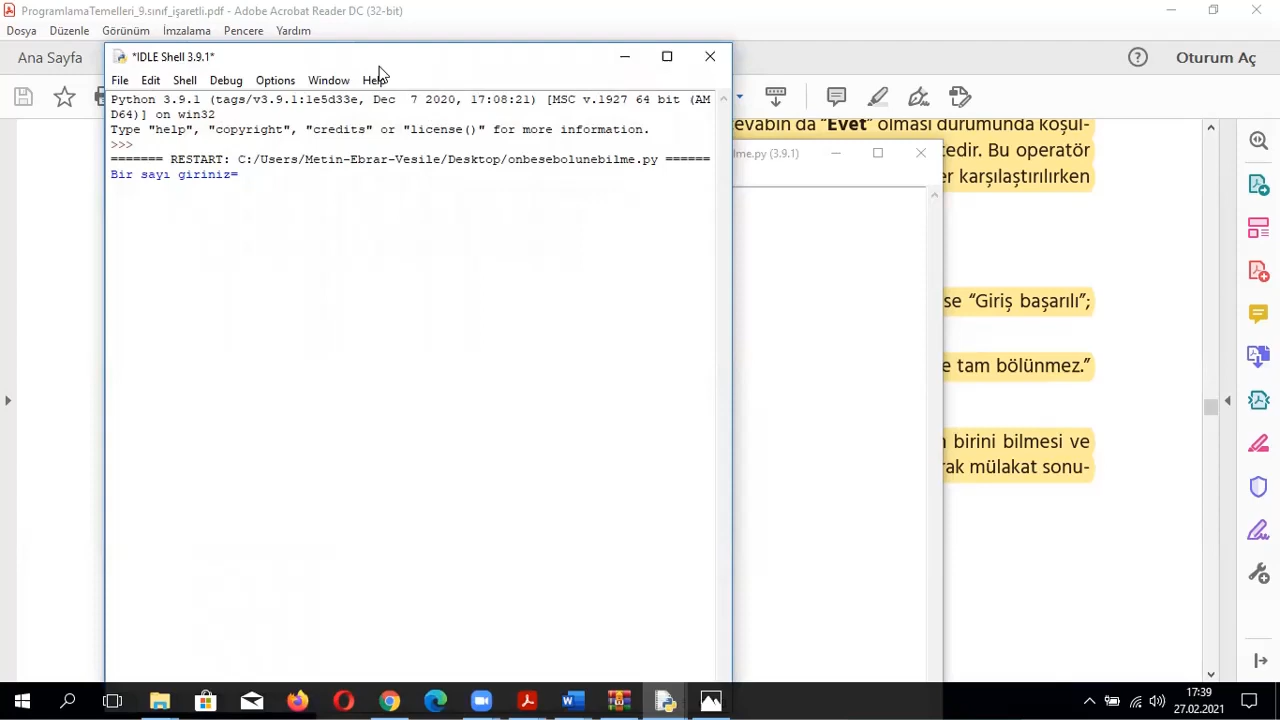 ProgramlamaTemelleri_9.sınıf_işaretli.pdf - Adobe Acrobat Reader DC (32-bit)
Dosya Düzenle Görünüm İmzalama Pencere Yardım
Ana Sayfa
Oturum Aç
*IDLE Shell 3.9.1*
File Edit Shell Debug Options Window Help
Python 3.9.1 (tags/v3.9.1:1e5d33e, Dec 7 2020, 17:08:21) [MSC v.1927 64 bit (AM
D64)] on win32
Type "help", "copyright", "credits" or "license()" for more information.
>>>
======= RESTART: C:/Users/Metin-Ebrar-Vesile/Desktop/onbesebolunebilme.py ======
Bir sayı giriniz=
lme.py (3.9.1)
evabın da “Evet” olması durumunda koşul-
tedir. Bu operatör
er karşılaştırılırken
se “Giriş başarılı”;
e tam bölünmez.”
n birini bilmesi ve
rak mülakat sonu-
17:39
27.02.2021